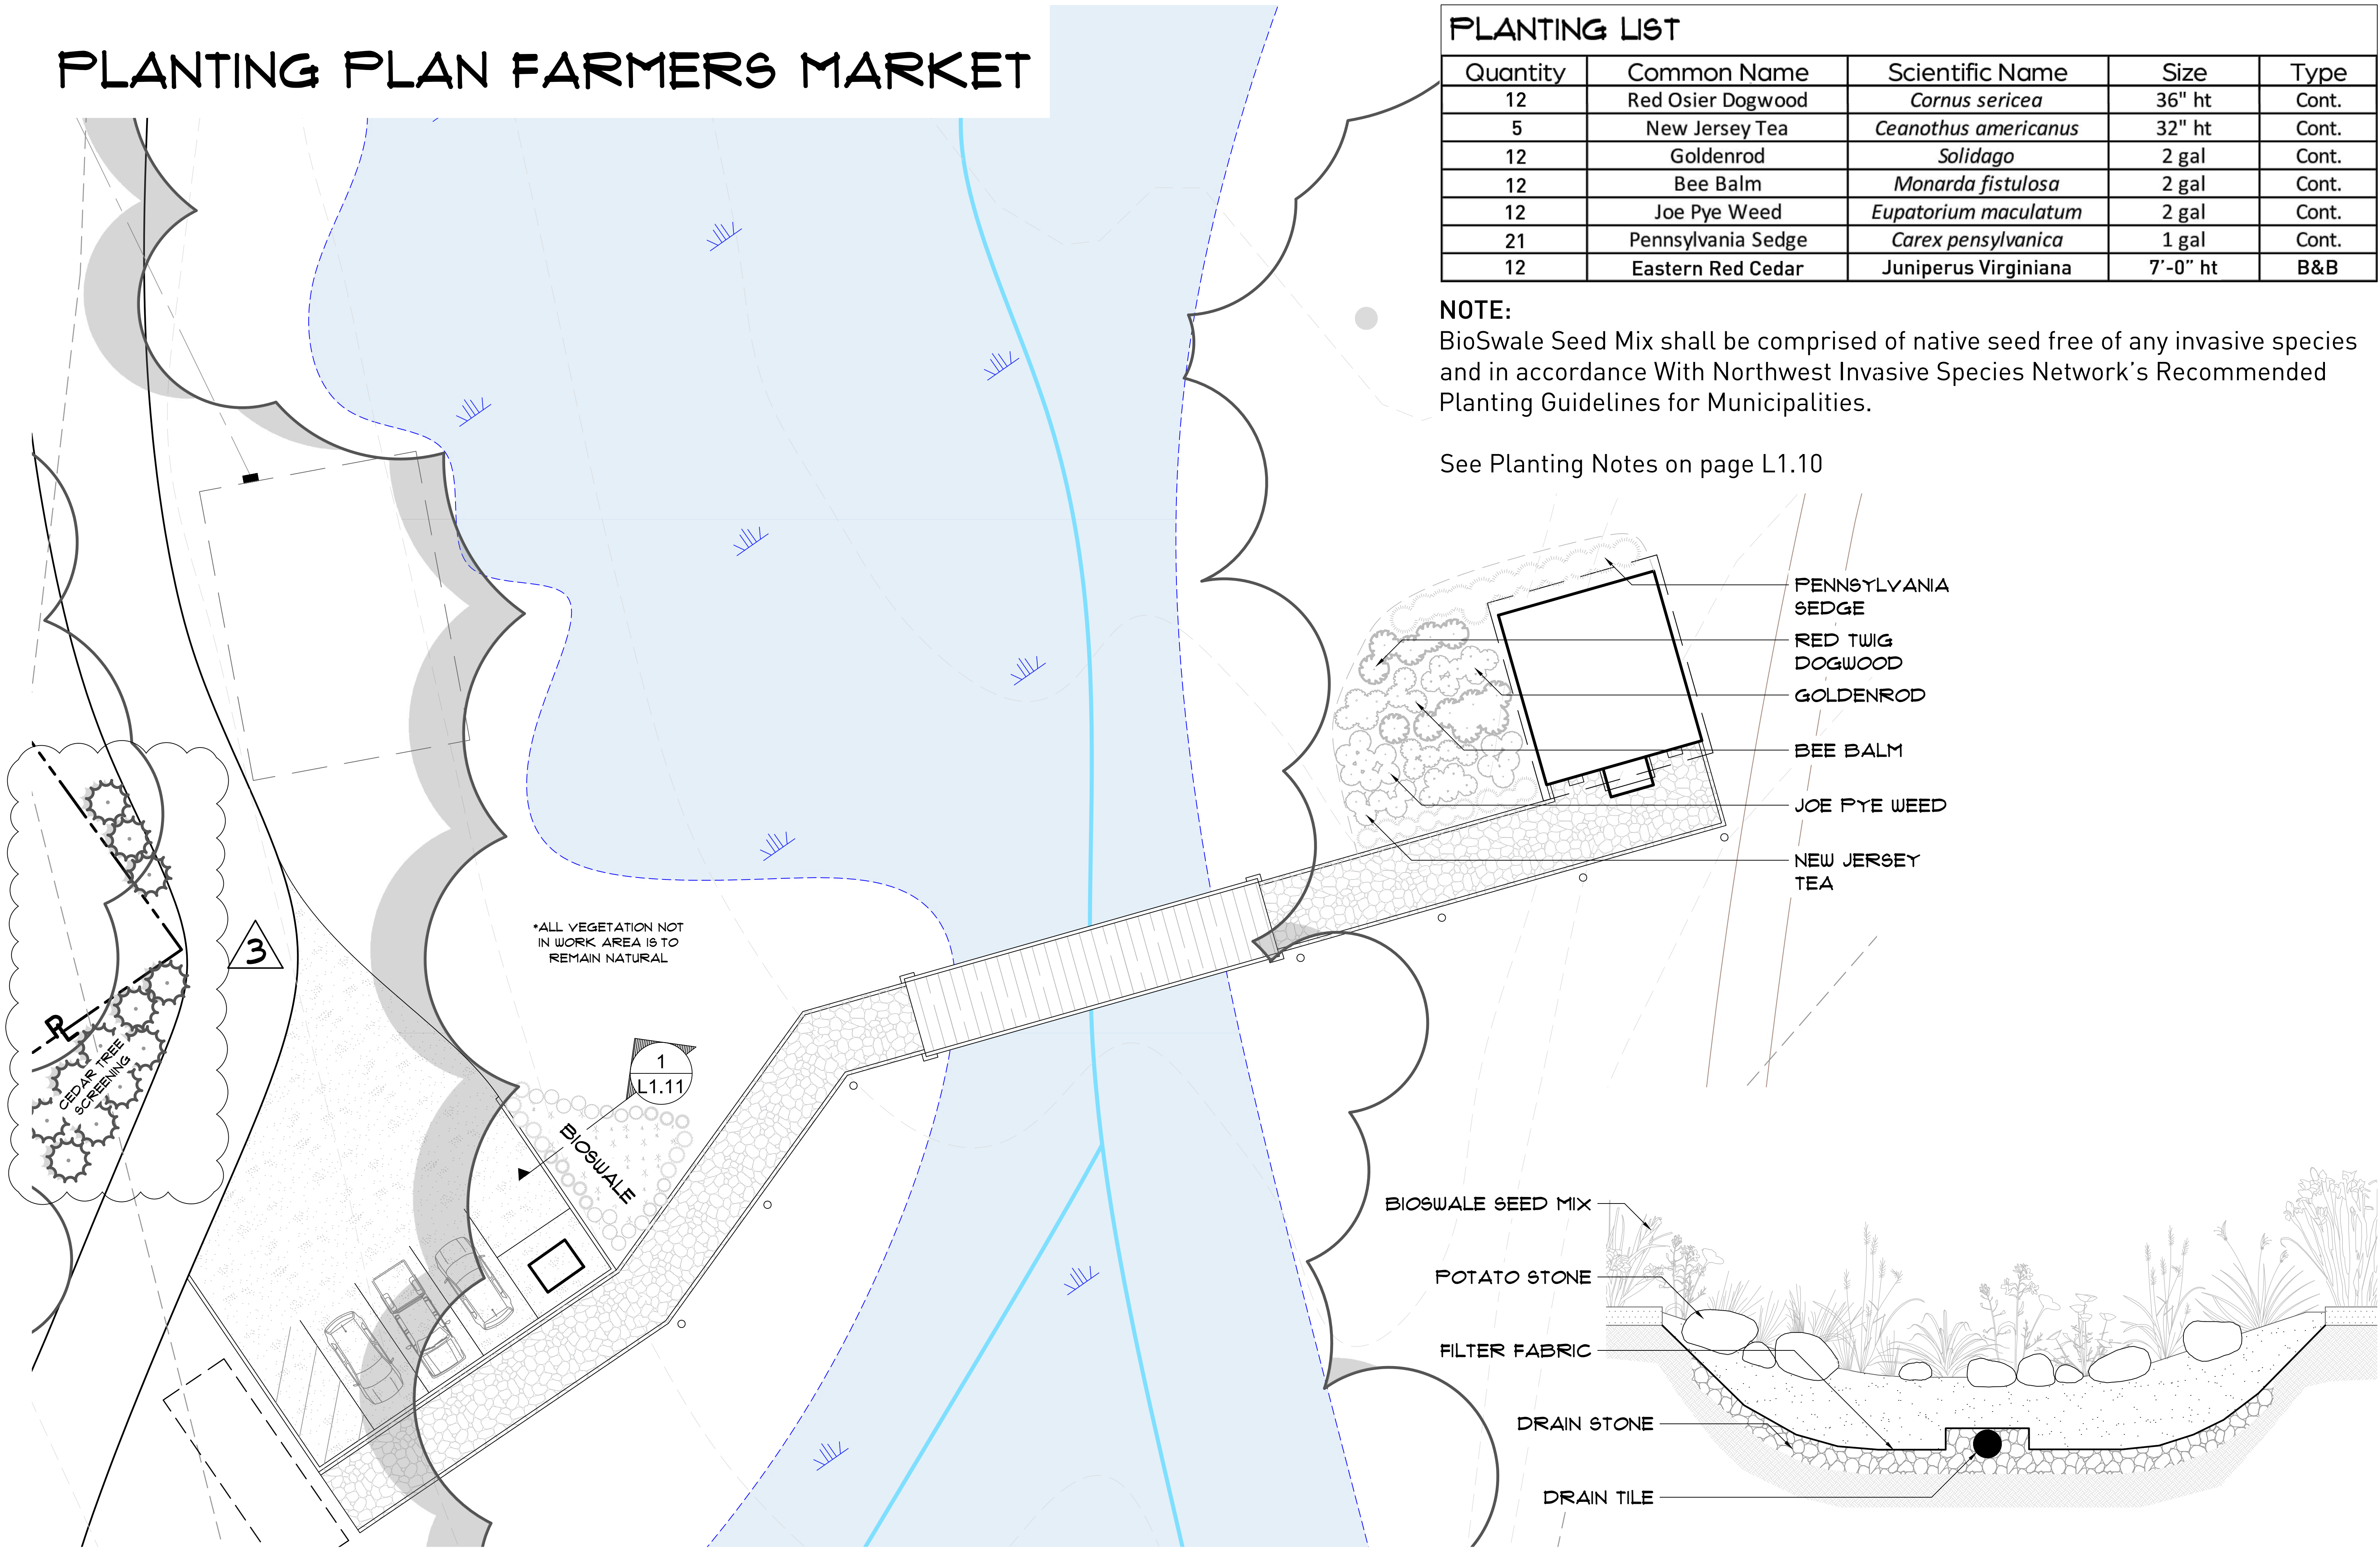 PLANTING PLAN FARMERS MARKET
PLANTING LIST
Quantity Common Name Scientific Name Size Type
12 Red Osier Dogwood Cornus sericea 36" ht Cont.
5 New Jersey Tea Ceanothus americanus 32" ht Cont.
12 Goldenrod Solidago 2 gal Cont.
12 Bee Balm Monarda fistulosa 2 gal Cont.
12 Joe Pye Weed Eupatorium maculatum 2 gal Cont.
21 Pennsylvania Sedge Carex pensylvanica 1 gal Cont.
12 Eastern Red Cedar Juniperus Virginiana 7'-0" ht B&B
NOTE:
BioSwale Seed Mix shall be comprised of native seed free of any invasive species
and in accordance With Northwest Invasive Species Network's Recommended
Planting Guidelines for Municipalities.
See Planting Notes on page L1.10
PENNSYLVANIA
SEDGE
RED TWIG
DOGWOOD
GOLDENROD
BEE BALM
JOE PYE WEED
NEW JERSEY
TEA
*ALL VEGETATION NOT
IN WORK AREA IS TO
REMAIN NATURAL
3
PL
CEDAR TREE
SCREENING
1
L1.11
BIOSWALE
BIOSWALE SEED MIX
POTATO STONE
FILTER FABRIC
DRAIN STONE
DRAIN TILE